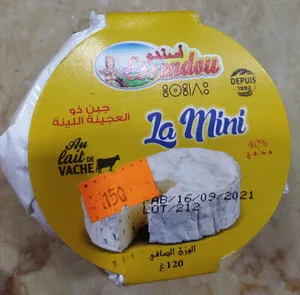 أسندو
DEPUIS
1992
جبن ذو
العجينة اللينة
La Mini
40%
Au
lait DE
VACHE
150
FAB/16/09/2021
LOT/212
الوزن الصافي
120 غ